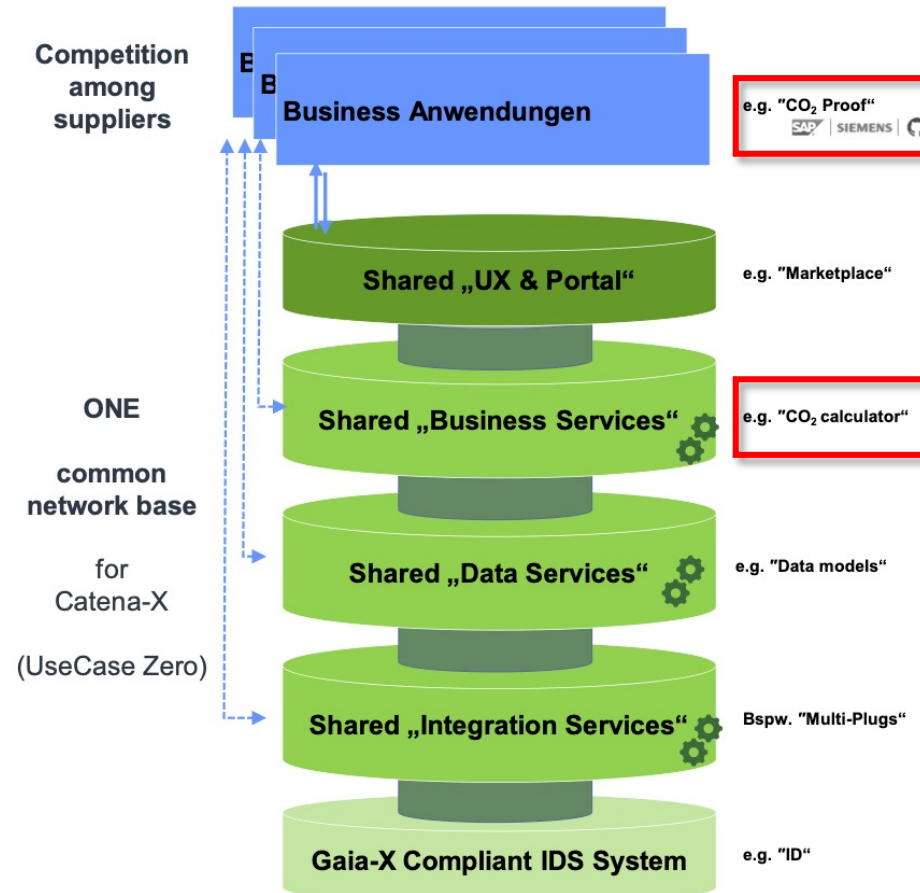 Competition
among
suppliers
B
B
Business Anwendungen
e.g. "CO₂ Proof“
SAP | SIEMENS |
Shared „UX & Portal“
e.g. "Marketplace“
ONE
common
network base
for
Catena-X
(UseCase Zero)
Shared „Business Services“
e.g. "CO₂ calculator“
Shared „Data Services“
e.g. "Data models“
Shared „Integration Services“
Bspw. "Multi-Plugs“
Gaia-X Compliant IDS System
e.g. "ID“